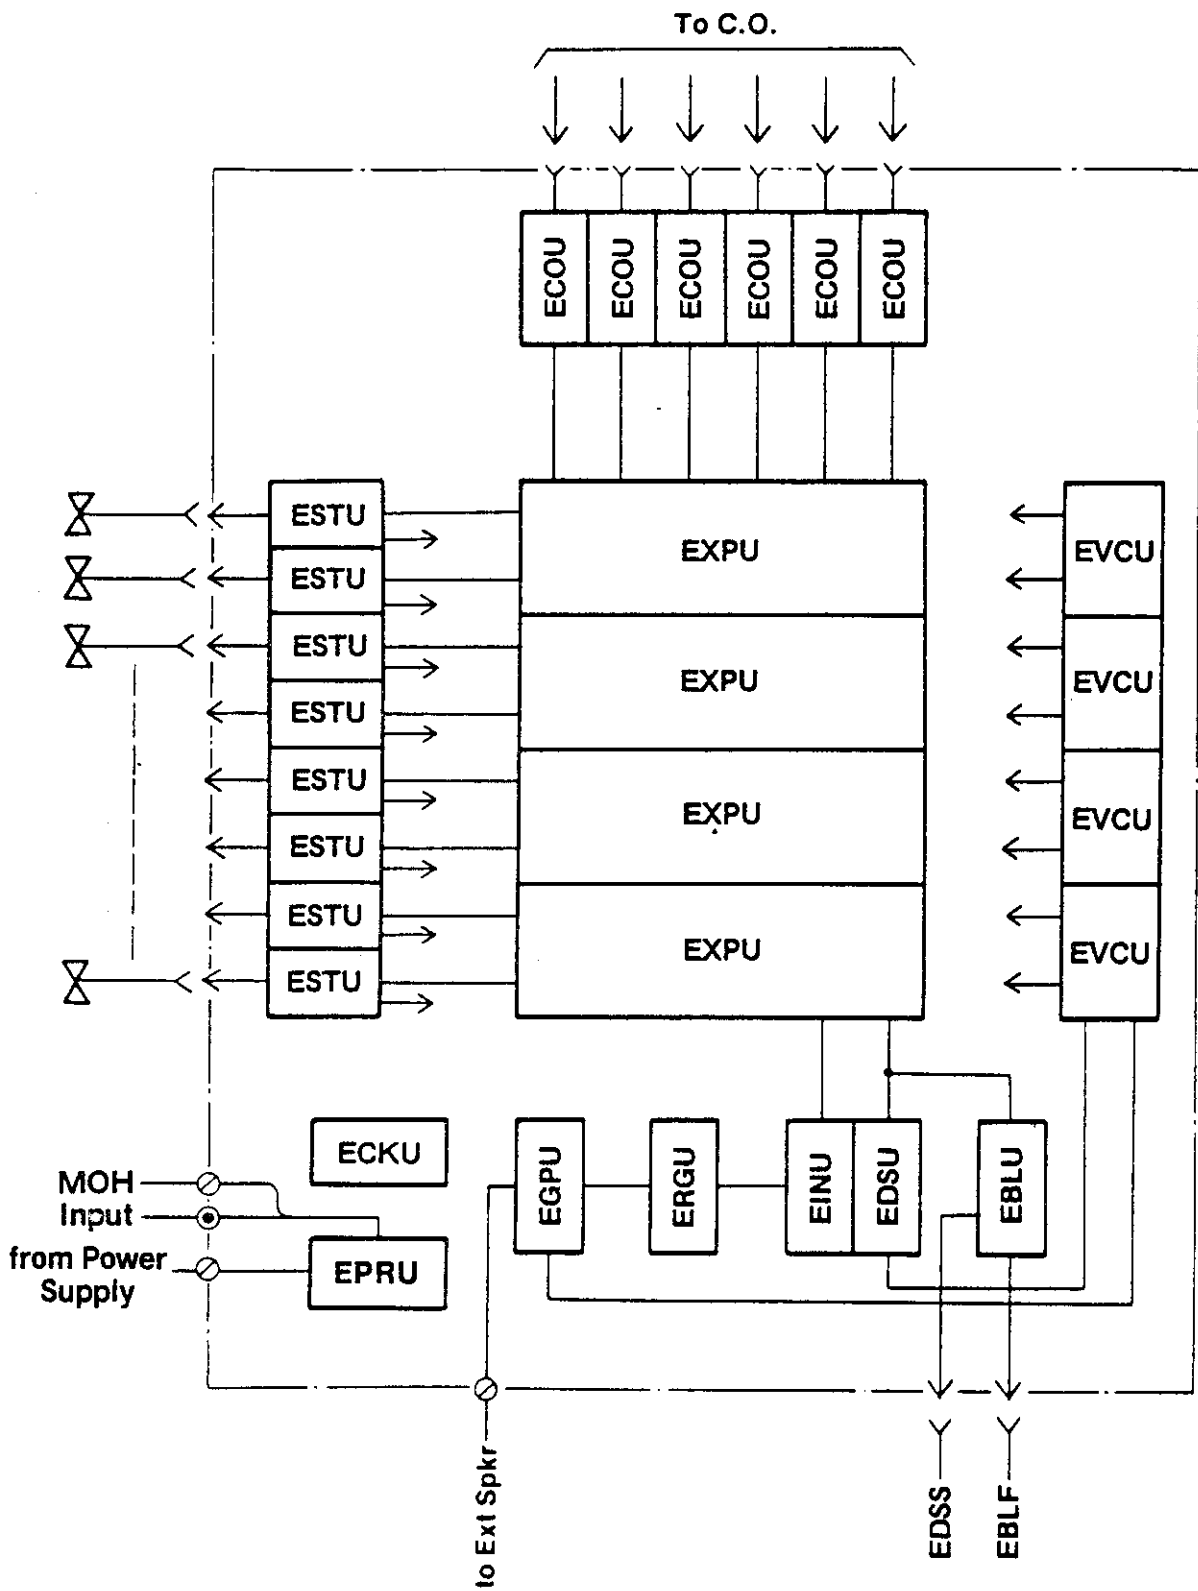 To C.O.
ECOU
ECOU
ECOU
ECOU
ECOU
ECOU
ESTU
ESTU
ESTU
ESTU
ESTU
ESTU
ESTU
ESTU
EXPU
EXPU
EXPU
EXPU
EVCU
EVCU
EVCU
EVCU
ECKU
MOH
Input
from Power
Supply
EPRU
EGPU
ERGU
EINU
EDSU
EBLU
to Ext Spkr
EDSS
EBLF